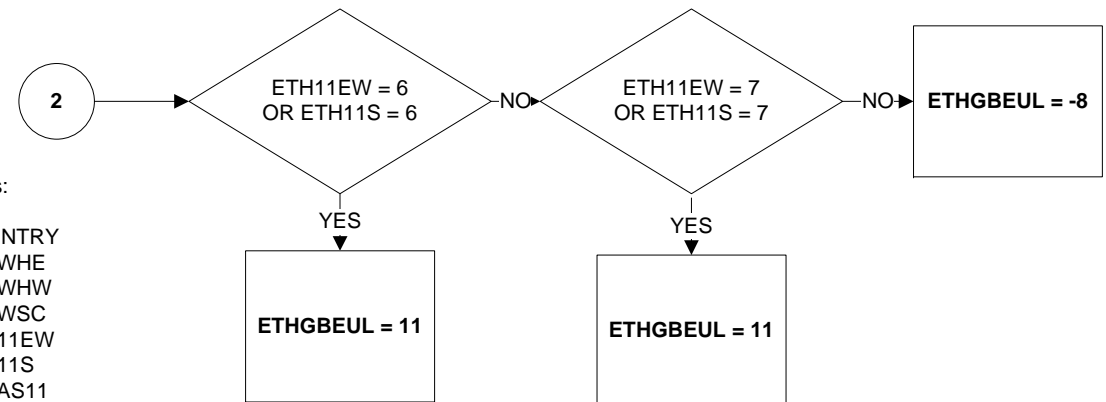 2
ETH11EW = 6
OR ETH11S = 6
NO
ETH11EW = 7
OR ETH11S = 7
NO
ETHGBEUL = -8
YES
ETHGBEUL = 11
YES
ETHGBEUL = 11
s:
NTRY
WHE
WHW
WSC
11EW
11S
AS11